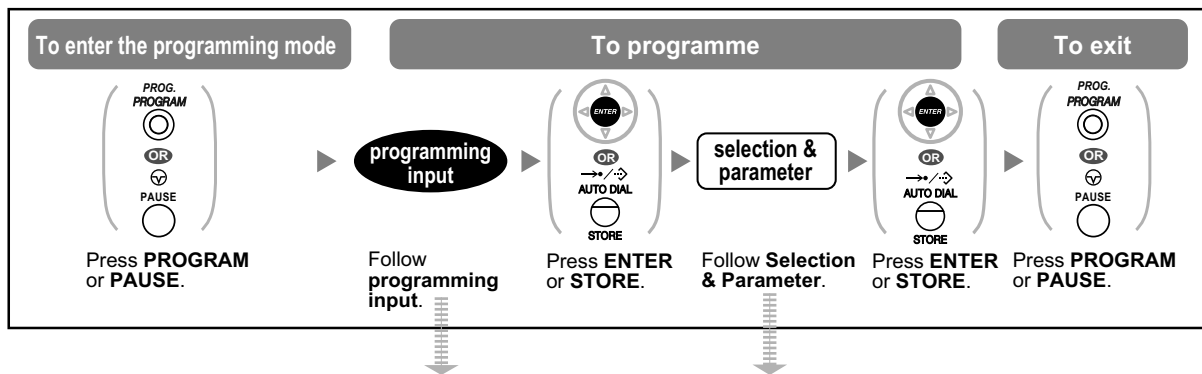 To enter the programming mode
To programme
To exit
PROG.
PROGRAM
OR
PAUSE
Press PROGRAM
or PAUSE.
programming
input
Follow
programming
input.
ENTER
OR
AUTO DIAL
STORE
Press ENTER
or STORE.
selection &
parameter
Follow Selection
& Parameter.
ENTER
OR
AUTO DIAL
STORE
Press ENTER
or STORE.
PROG.
PROGRAM
OR
PAUSE
Press PROGRAM
or PAUSE.